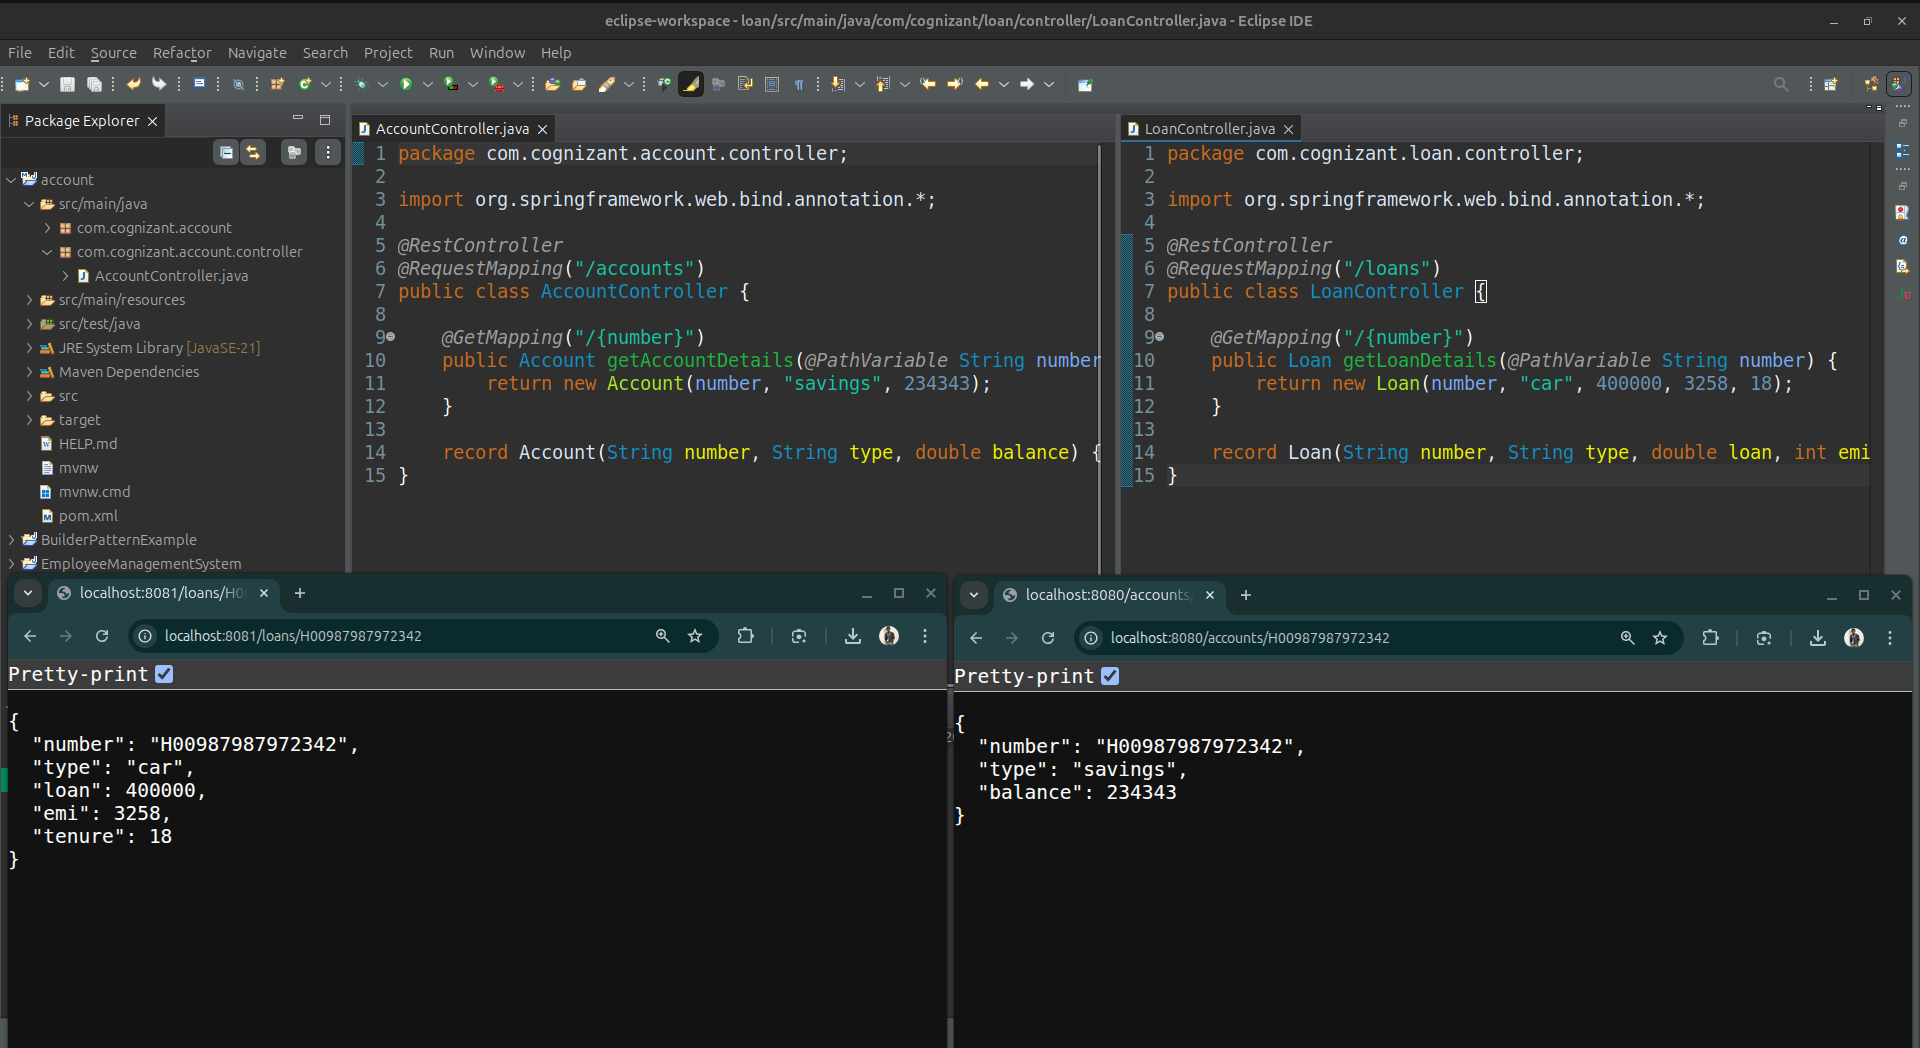 eclipse-workspace - loan/src/main/java/com/cognizant/loan/controller/LoanController.java - Eclipse IDE
File Edit Source Refactor Navigate Search Project Run Window Help
Package Explorer
account
src/main/java
com.cognizant.account
com.cognizant.account.controller
AccountController.java
src/main/resources
src/test/java
JRE System Library [JavaSE-21]
Maven Dependencies
src
target
HELP.md
mvnw
mvnw.cmd
pom.xml
BuilderPatternExample
EmployeeManagementSystem
AccountController.java
1 package com.cognizant.account.controller;
2
3 import org.springframework.web.bind.annotation.*;
4
5 @RestController
6 @RequestMapping("/accounts")
7 public class AccountController {
8
9 @GetMapping("/{number}")
10 public Account getAccountDetails(@PathVariable String number
11 return new Account(number, "savings", 234343);
12 }
13
14 record Account(String number, String type, double balance) {
15 }
LoanController.java
1 package com.cognizant.loan.controller;
2
3 import org.springframework.web.bind.annotation.*;
4
5 @RestController
6 @RequestMapping("/loans")
7 public class LoanController {
8
9 @GetMapping("/{number}")
10 public Loan getLoanDetails(@PathVariable String number) {
11 return new Loan(number, "car", 400000, 3258, 18);
12 }
13
14 record Loan(String number, String type, double loan, int emi
15 }
localhost:8081/loans/H0
localhost:8081/loans/H00987987972342
Pretty-print
{
"number": "H00987987972342",
"type": "car",
"loan": 400000,
"emi": 3258,
"tenure": 18
}
localhost:8080/accounts
localhost:8080/accounts/H00987987972342
Pretty-print
{
"number": "H00987987972342",
"type": "savings",
"balance": 234343
}